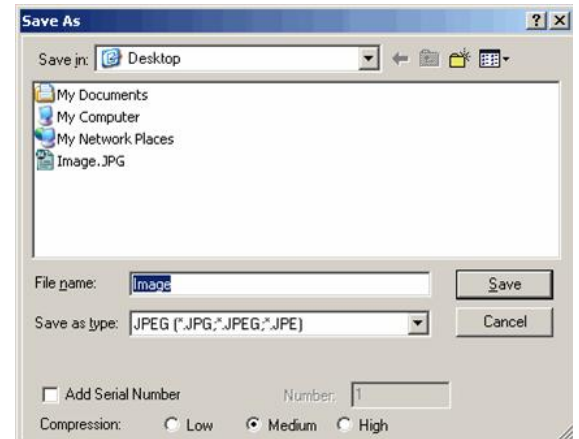 Save As
Save in: Desktop
My Documents
My Computer
My Network Places
Image.JPG
File name: Image Save
Save as type: JPEG (*.JPG;*.JPEG;*.JPE) Cancel
Add Serial Number Number: 1
Compression: Low Medium High